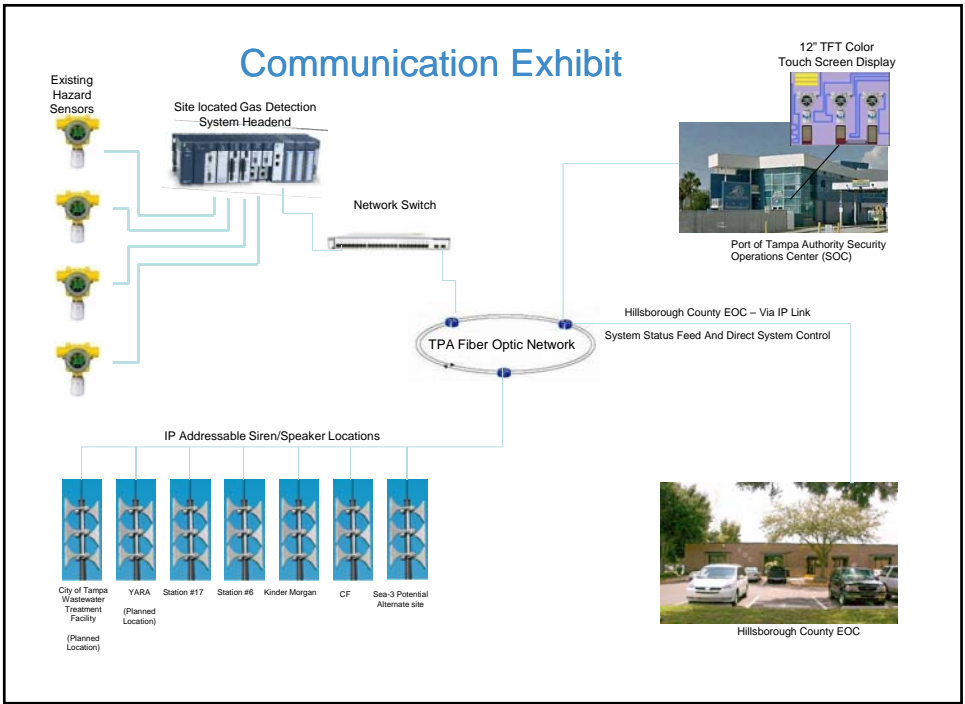 Communication Exhibit
Existing
Hazard
Sensors
Site located Gas Detection
System Headend
Network Switch
12" TFT Color
Touch Screen Display
Port of Tampa Authority Security
Operations Center (SOC)
Hillsborough County EOC – Via IP Link
System Status Feed And Direct System Control
TPA Fiber Optic Network
IP Addressable Siren/Speaker Locations
City of Tampa
Wastewater
Treatment
Facility
(Planned
Location)
YARA
(Planned
Location)
Station #17
Station #6
Kinder Morgan
CF
Sea-3 Potential
Alternate site
Hillsborough County EOC